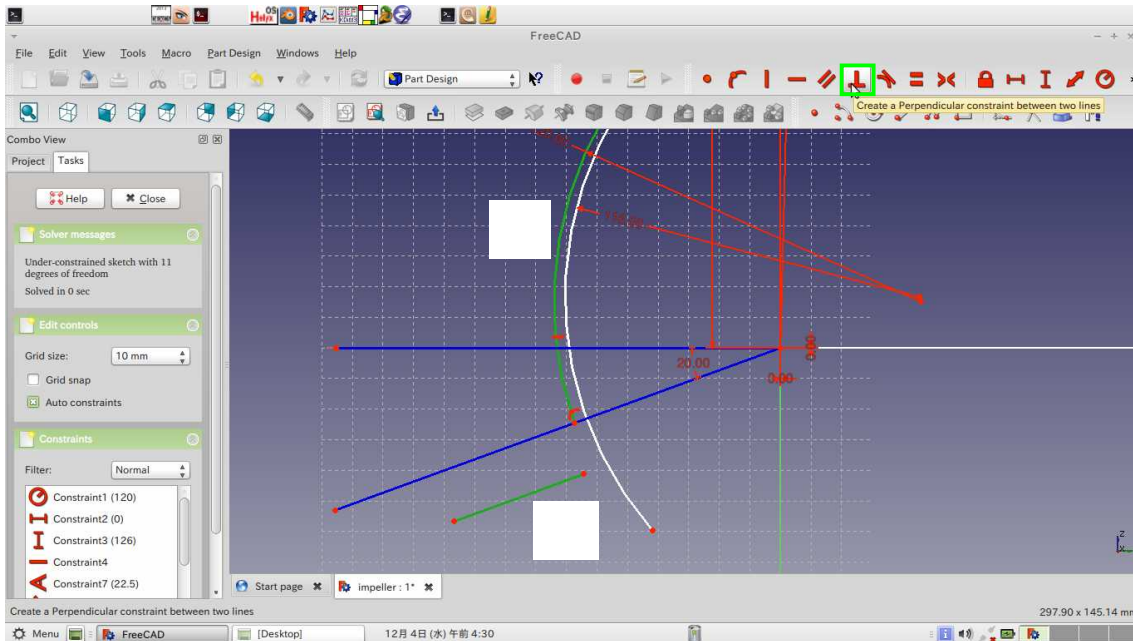 FreeCAD
File Edit View Tools Macro Part Design Windows Help
Part Design
Create a Perpendicular constraint between two lines
Combo View
Project Tasks
Help Close
Solver messages
Under-constrained sketch with 11
degrees of freedom
Solved in 0 sec
Edit controls
Grid size: 10 mm
Grid snap
Auto constraints
Constraints
Filter: Normal
Constraint1 (120)
Constraint2 (0)
Constraint3 (126)
Constraint4
Constraint7 (22.5)
20.00
0.00
0.00
Start page
impeller : 1*
Create a Perpendicular constraint between two lines
297.90 x 145.14 mm
Menu FreeCAD [Desktop] 12月 4日 (水) 午前 4:30